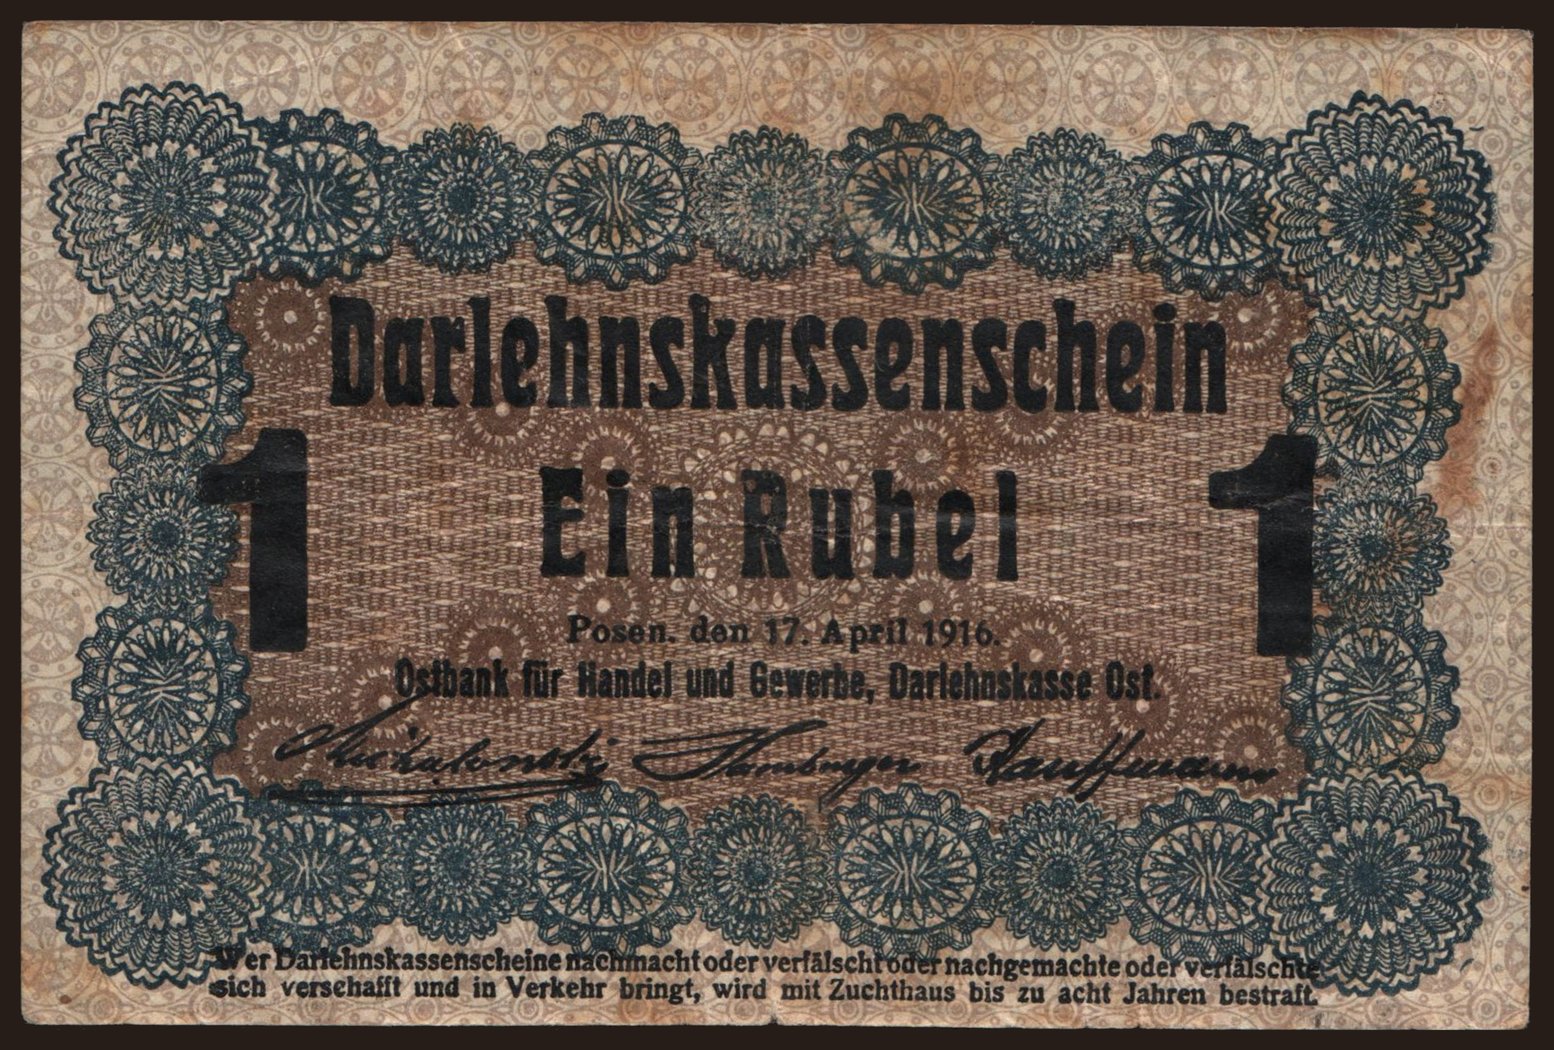 Darlehnskassenschein
1 Ein Rubel 1
Posen, den 17. April 1916.
Ostbank für Handel und Gewerbe, Darlehnskasse Ost.
Hamburger Kauffmann
Wer Darlehnskassenscheine nachmacht oder verfälscht oder nachgemachte oder verfälschte
sich verschafft und in Verkehr bringt, wird mit Zuchthaus bis zu acht Jahren bestraft.